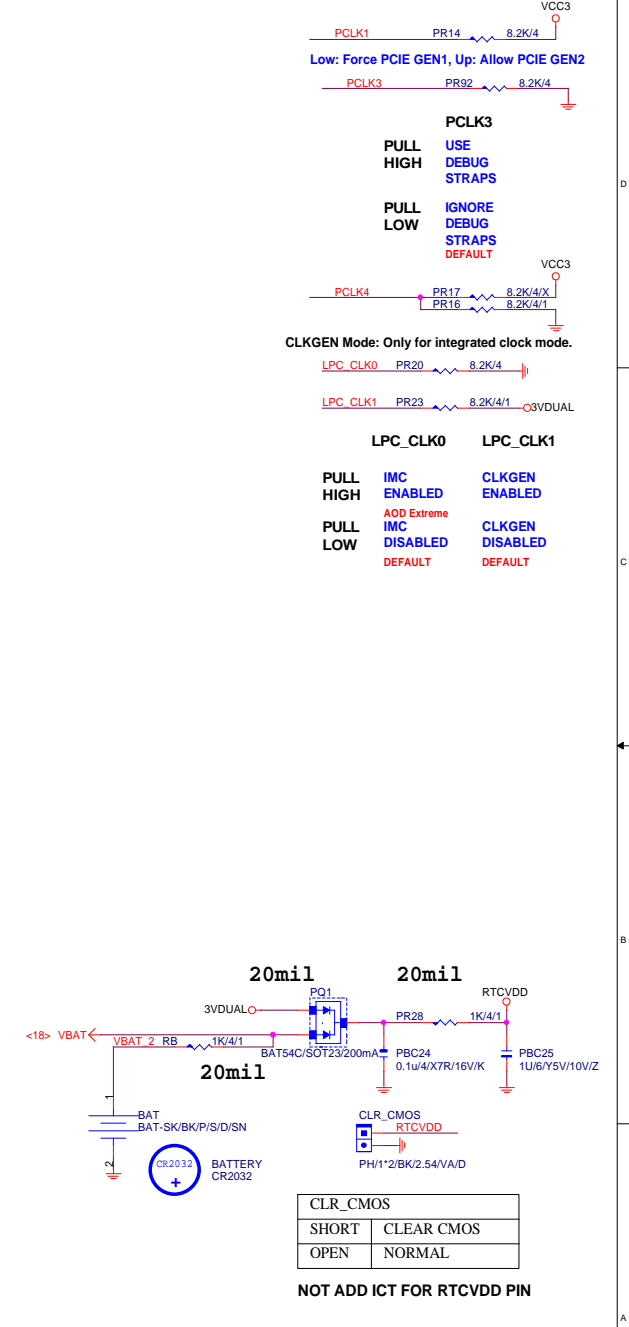 VCC3
PCLK1 PR14 8.2K/4
Low: Force PCIE GEN1, Up: Allow PCIE GEN2
PCLK3 PR92 8.2K/4
PCLK3
PULL HIGH USE DEBUG STRAPS
PULL LOW IGNORE DEBUG STRAPS
DEFAULT
D
VCC3
PCLK4 PR17 8.2K/4/X
PR16 8.2K/4/1
CLKGEN Mode: Only for integrated clock mode.
LPC_CLK0 PR20 8.2K/4
LPC_CLK1 PR23 8.2K/4/1 3VDUAL
LPC_CLK0 LPC_CLK1
PULL IMC CLKGEN
HIGH ENABLED ENABLED
AOD Extreme
PULL IMC CLKGEN
LOW DISABLED DISABLED
DEFAULT DEFAULT
C
B
20mil 20mil
PQ1 RTCVDD
3VDUAL PR28 1K/4/1
<18> VBAT
VBAT_2 RB 1K/4/1
BAT54C/SOT23/200mA
PBC24
0.1u/4/X7R/16V/K
PBC25
1U/6/Y5V/10V/Z
20mil
1
BAT
BAT-SK/BK/P/S/D/SN
2
CR2032
+
BATTERY
CR2032
CLR_CMOS
RTCVDD
PH/1*2/BK/2.54/VA/D
CLR_CMOS
SHORT CLEAR CMOS
OPEN NORMAL
NOT ADD ICT FOR RTCVDD PIN
A